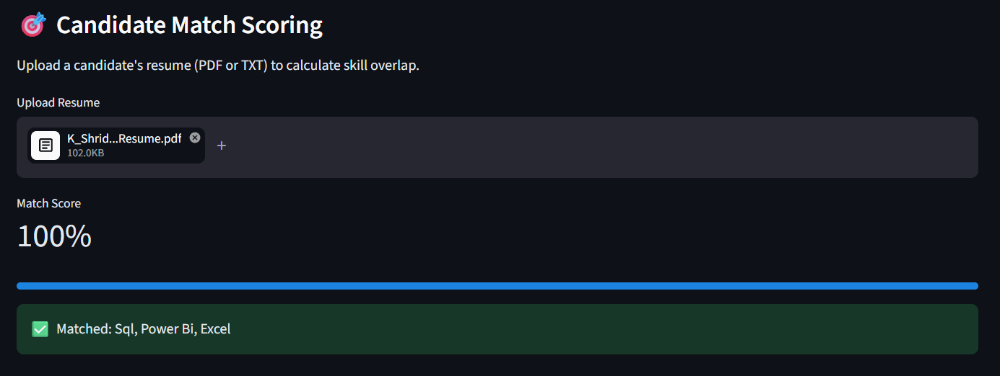 Candidate Match Scoring
Upload a candidate's resume (PDF or TXT) to calculate skill overlap.
Upload Resume
K_Shrid...Resume.pdf
102.0KB
+
Match Score
100%
Matched: Sql, Power Bi, Excel